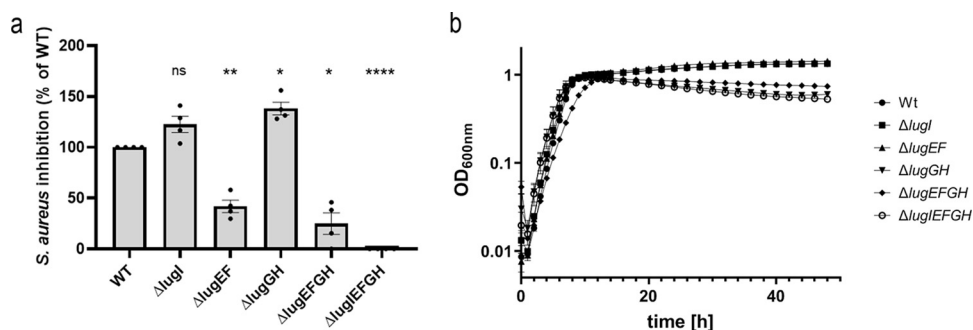 a
S. aureus inhibition (% of WT)
200
150
100
50
0
ns
**
*
*
****
WT
ΔlugI
ΔlugEF
ΔlugGH
ΔlugEFGH
ΔlugIEFGH
b
OD600nm
1
0.1
0.01
0
20
40
time [h]
Wt
ΔlugI
ΔlugEF
ΔlugGH
ΔlugEFGH
ΔlugIEFGH